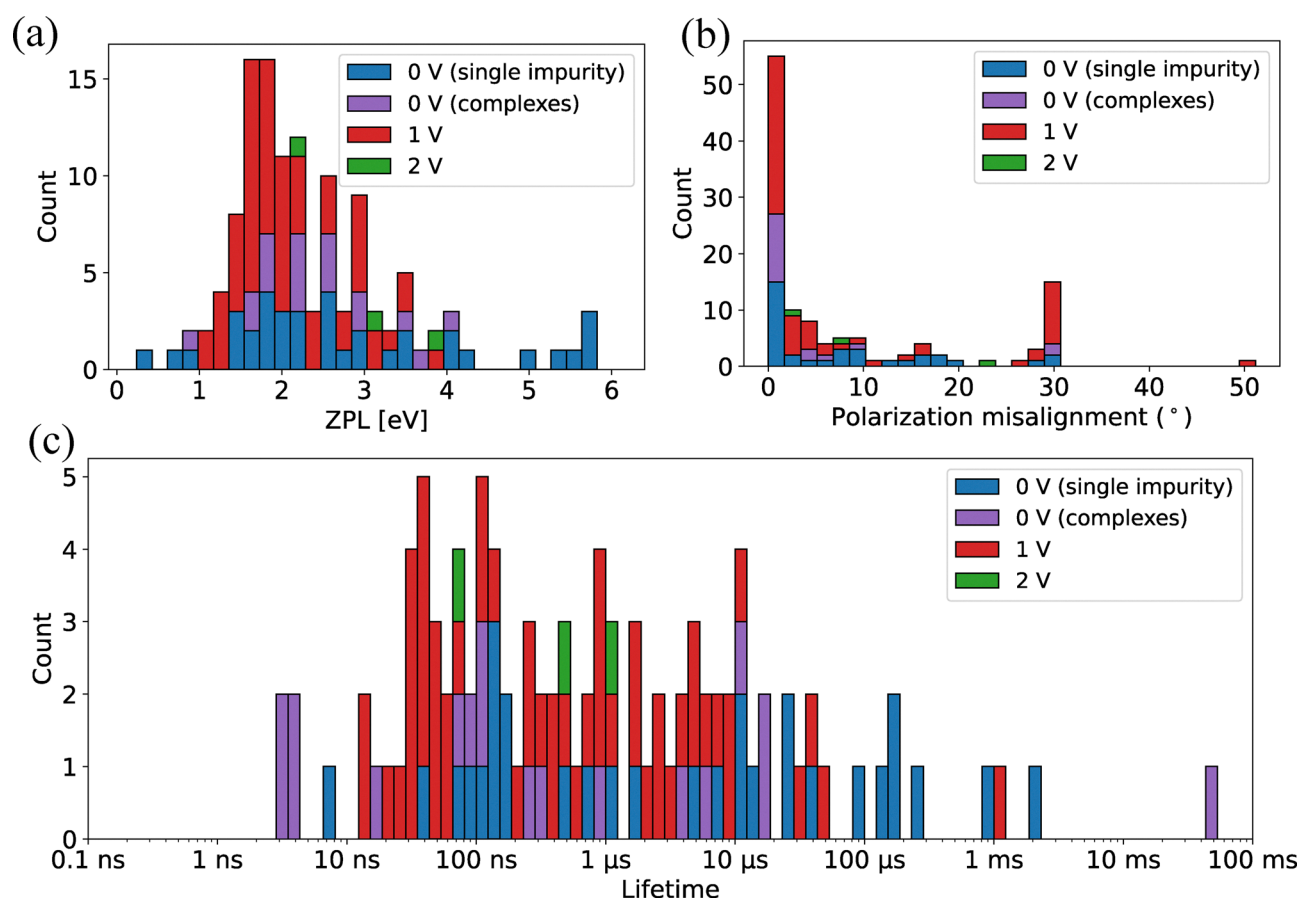 (a)
Count
15
10
5
0
0 V (single impurity)
0 V (complexes)
1 V
2 V
0 1 2 3 4 5 6
ZPL [eV]
(b)
Count
50
40
30
20
10
0
0 V (single impurity)
0 V (complexes)
1 V
2 V
0 10 20 30 40 50
Polarization misalignment (°)
(c)
Count
5
4
3
2
1
0
0 V (single impurity)
0 V (complexes)
1 V
2 V
0.1 ns 1 ns 10 ns 100 ns 1 μs 10 μs 100 μs 1 ms 10 ms 100 ms
Lifetime